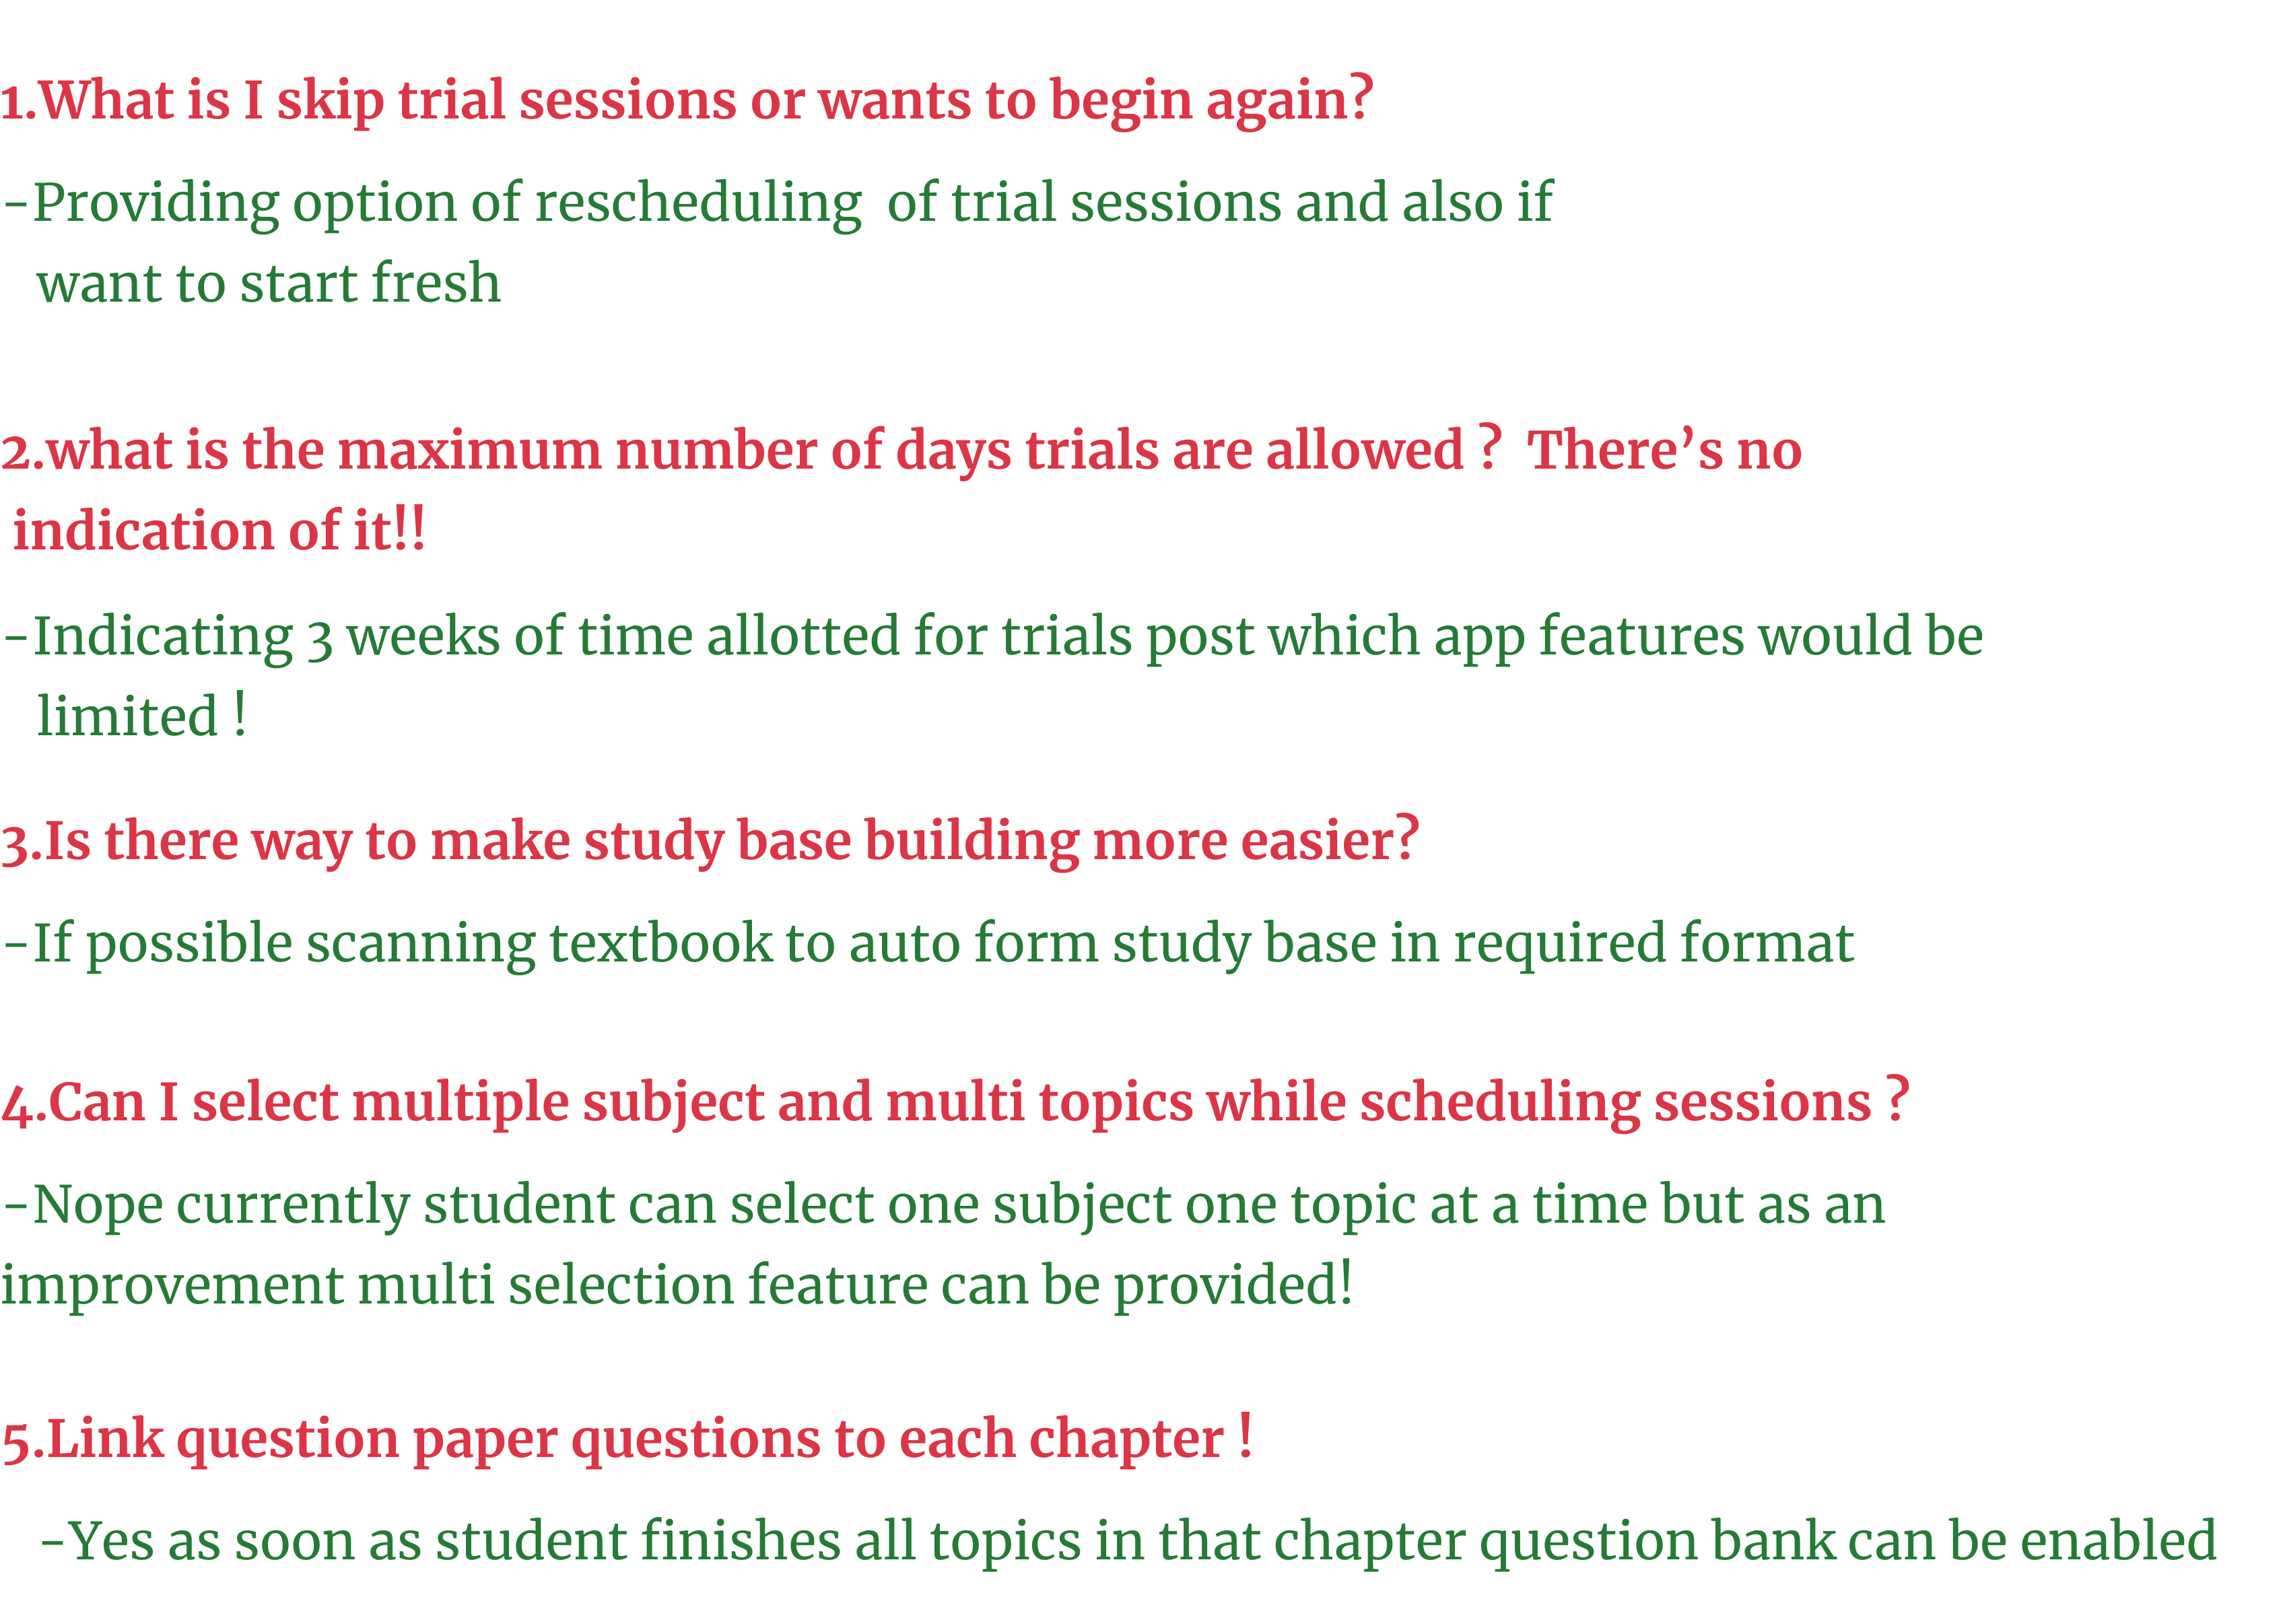 1.What is I skip trial sessions or wants to begin again?
-Providing option of rescheduling  of trial sessions and also if
want to start fresh
2.what is the maximum number of days trials are allowed ?  There's no
indication of it!!
-Indicating 3 weeks of time allotted for trials post which app features would be
limited !
3.Is there way to make study base building more easier?
-If possible scanning textbook to auto form study base in required format
4.Can I select multiple subject and multi topics while scheduling sessions ?
-Nope currently student can select one subject one topic at a time but as an
improvement multi selection feature can be provided!
5.Link question paper questions to each chapter !
-Yes as soon as student finishes all topics in that chapter question bank can be enabled